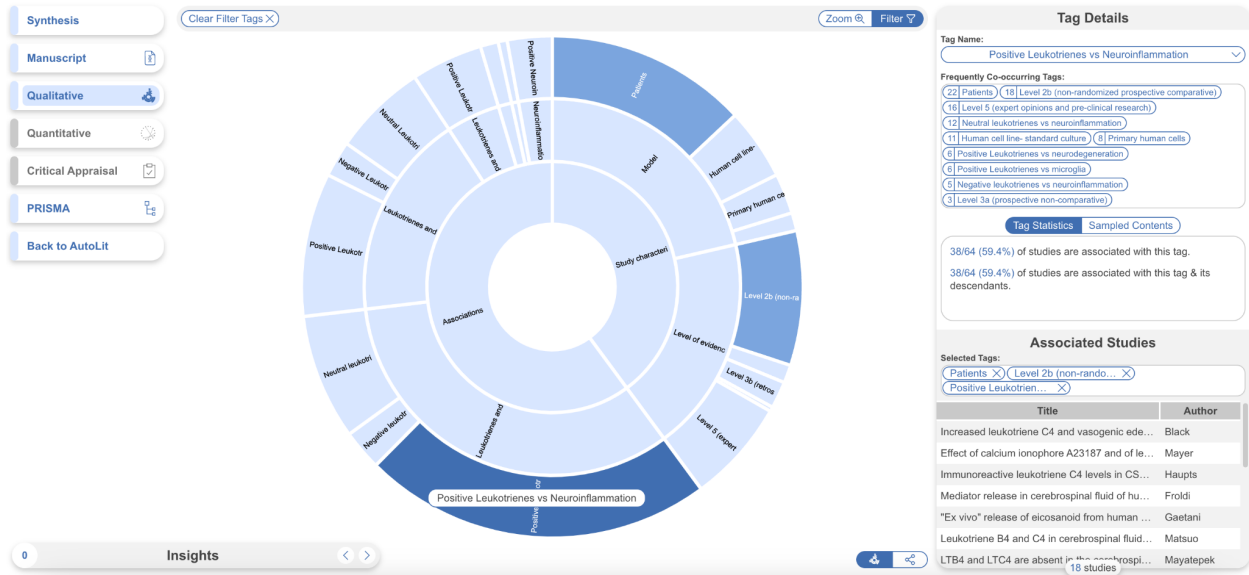 Synthesis
Manuscript
Qualitative
Quantitative
Critical Appraisal
PRISMA
Back to AutoLit
Clear Filter Tags
Zoom
Filter
Patients
Human cell line-
Primary human ce
Level 2b (non-ra
Level 3b (retros
Level 5 (expert
Positive
otr
Negative leukotr
Neutral leukotri
Positive Leukotr
Negative Leukotr
Neutral Leukotri
Positive Leukotr
Positive Neuroin
Model
Level of evidenc
Leukotrienes and
Leukotrienes and
Leukotrienes and
Neuroinflammatio
Study characteri
Associations
Positive Leukotrienes vs Neuroinflammation
0
Insights
Tag Details
Tag Name:
Positive Leukotrienes vs Neuroinflammation
Frequently Co-occurring Tags:
22 Patients 18 Level 2b (non-randomized prospective comparative)
16 Level 5 (expert opinions and pre-clinical research)
12 Neutral leukotrienes vs neuroinflammation
11 Human cell line- standard culture 8 Primary human cells
6 Positive Leukotrienes vs neurodegeneration
6 Positive Leukotrienes vs microglia
5 Negative leukotrienes vs neuroinflammation
3 Level 3a (prospective non-comparative)
Tag Statistics Sampled Contents
38/64 (59.4%) of studies are associated with this tag.
38/64 (59.4%) of studies are associated with this tag & its
descendants.
Associated Studies
Selected Tags:
Patients Level 2b (non-rando...
Positive Leukotrien...
Title Author
Increased leukotriene C4 and vasogenic ede... Black
Effect of calcium ionophore A23187 and of le... Mayer
Immunoreactive leukotriene C4 levels in CS... Haupts
Mediator release in cerebrospinal fluid of hu... Froldi
"Ex vivo" release of eicosanoid from human ... Gaetani
Leukotriene B4 and C4 in cerebrospinal fluid... Matsuo
LTB4 and LTC4 are absent in the cerebrospi... Mayatepek
18 studies